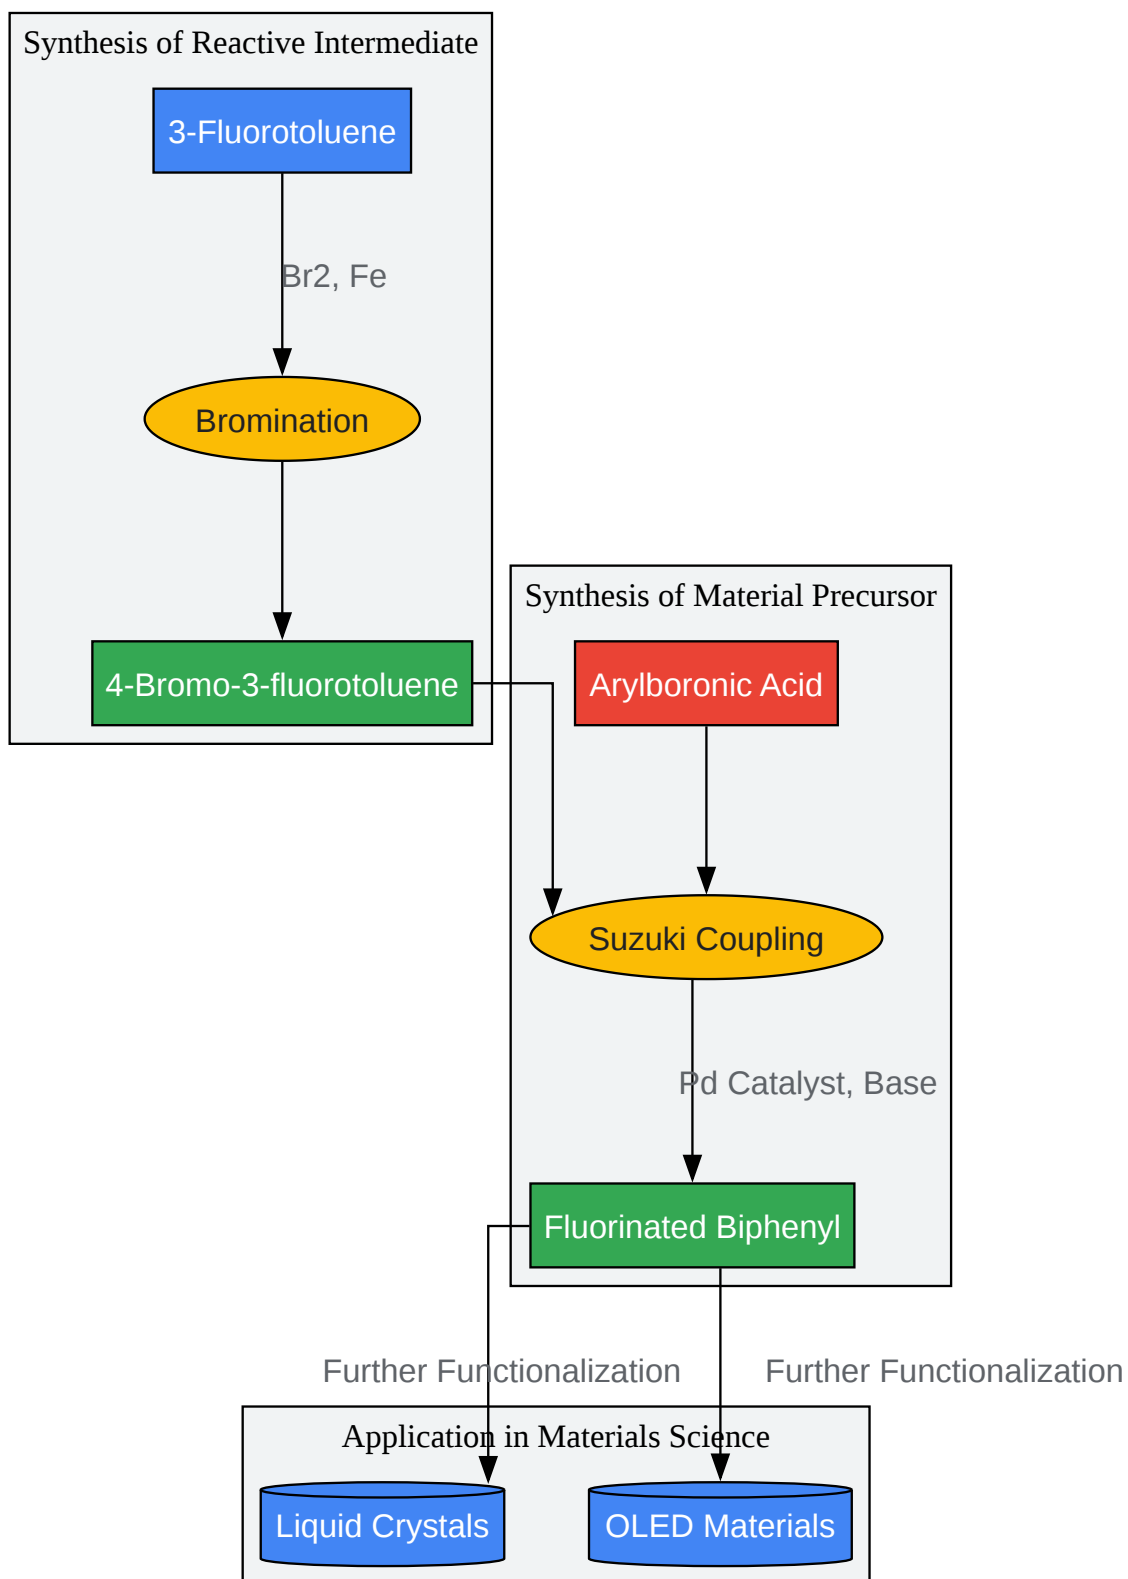 Synthesis of Reactive Intermediate
3-Fluorotoluene
Br2, Fe
Bromination
4-Bromo-3-fluorotoluene
Synthesis of Material Precursor
Arylboronic Acid
Suzuki Coupling
Pd Catalyst, Base
Fluorinated Biphenyl
Further Functionalization
Further Functionalization
Application in Materials Science
Liquid Crystals
OLED Materials